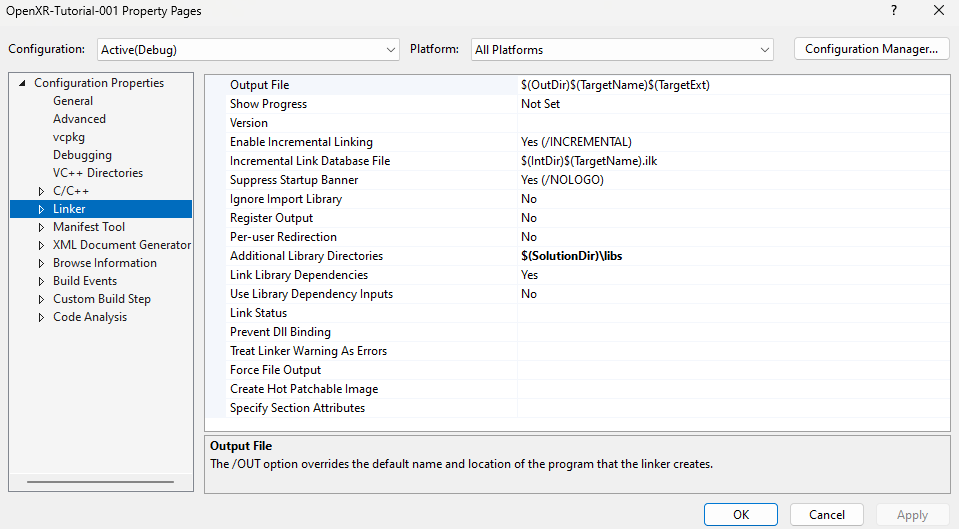 OpenXR-Tutorial-001 Property Pages
Configuration: Active(Debug) Platform: All Platforms Configuration Manager...
Configuration Properties
General
Advanced
vcpkg
Debugging
VC++ Directories
C/C++
Linker
Manifest Tool
XML Document Generator
Browse Information
Build Events
Custom Build Step
Code Analysis
Output File $(OutDir)$(TargetName)$(TargetExt)
Show Progress Not Set
Version
Enable Incremental Linking Yes (/INCREMENTAL)
Incremental Link Database File $(IntDir)$(TargetName).ilk
Suppress Startup Banner Yes (/NOLOGO)
Ignore Import Library No
Register Output No
Per-user Redirection No
Additional Library Directories $(SolutionDir)\libs
Link Library Dependencies Yes
Use Library Dependency Inputs No
Link Status
Prevent Dll Binding
Treat Linker Warning As Errors
Force File Output
Create Hot Patchable Image
Specify Section Attributes
Output File
The /OUT option overrides the default name and location of the program that the linker creates.
OK Cancel Apply